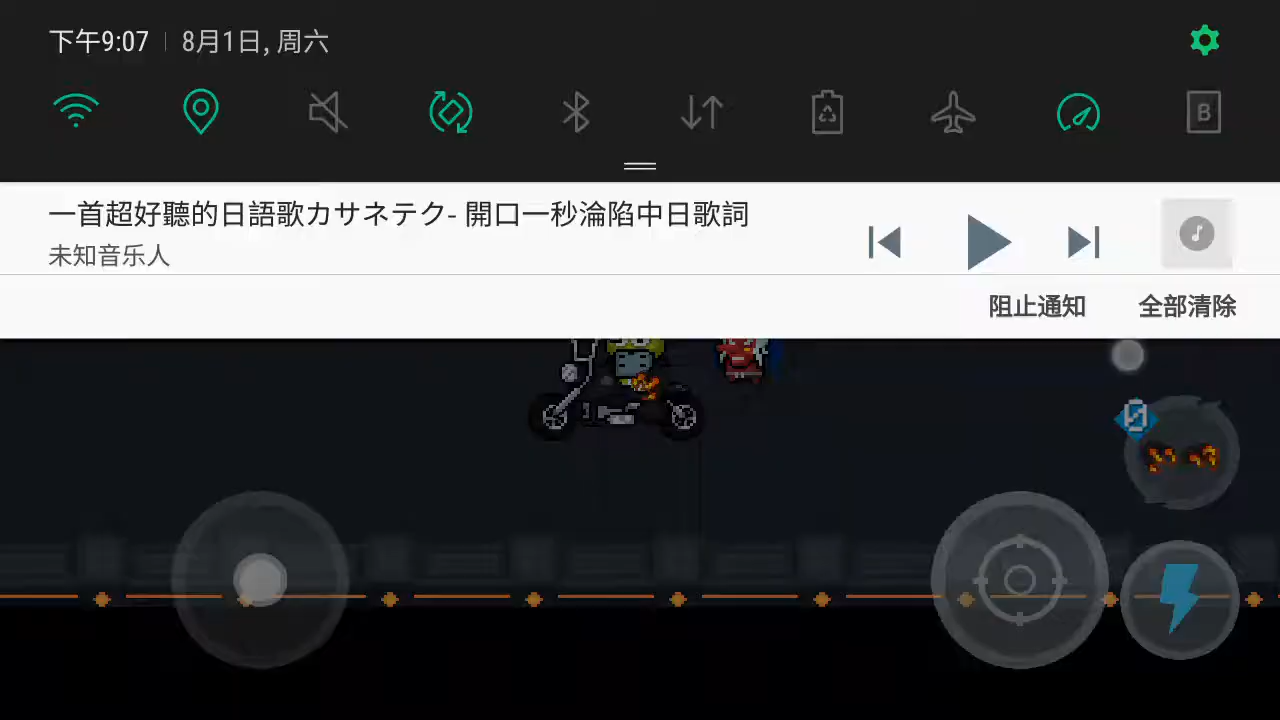 下午9:07 8月1日, 周六
B
一首超好聽的日語歌カサネテク- 開口一秒淪陷中日歌詞
未知音乐人
阻止通知 全部清除